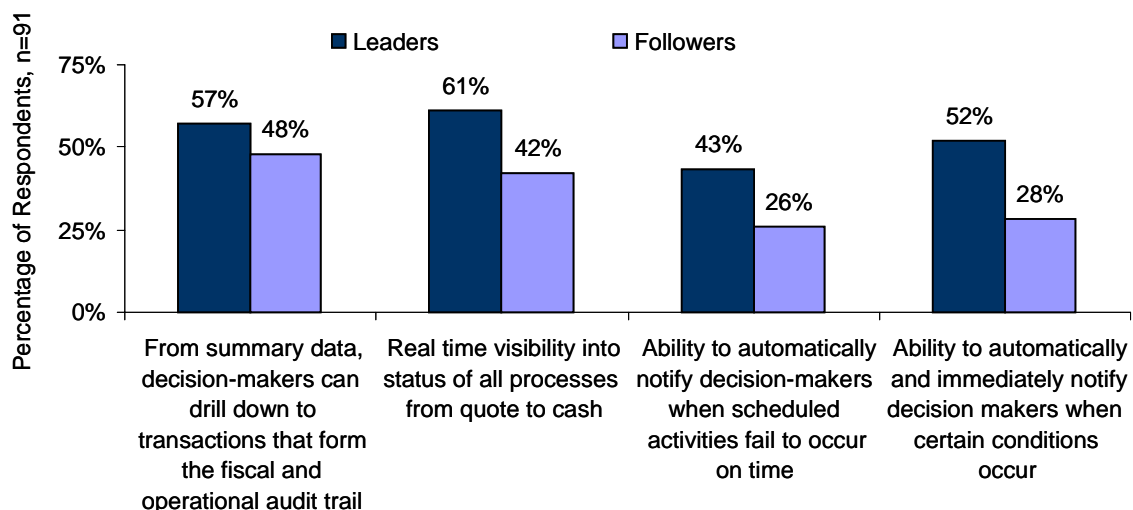 Leaders
Followers
Percentage of Respondents, n=91
75%
50%
25%
0%
57%
48%
61%
42%
43%
26%
52%
28%
From summary data,
decision-makers can
drill down to
transactions that form
the fiscal and
operational audit trail
Real time visibility into
status of all processes
from quote to cash
Ability to automatically
notify decision-makers
when scheduled
activities fail to occur
on time
Ability to automatically
and immediately notify
decision makers when
certain conditions
occur